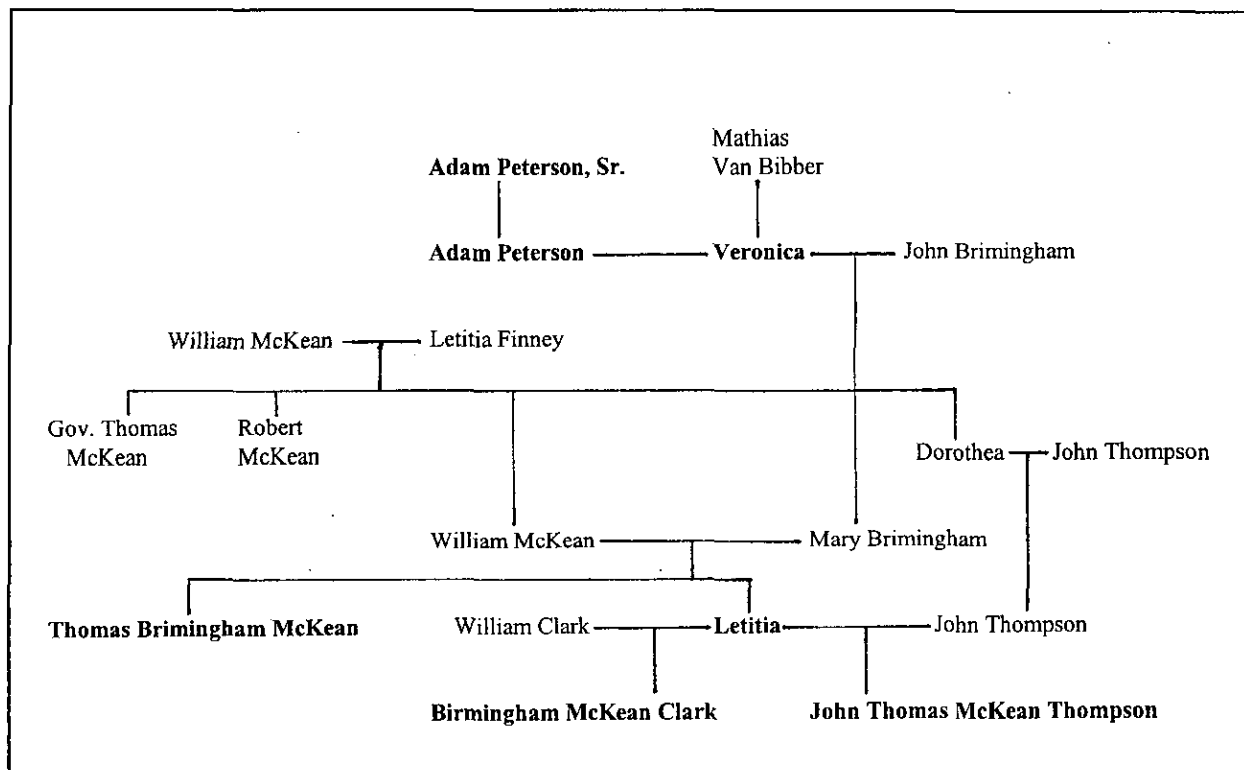 Mathias
Adam Peterson, Sr. Van Bibber
Adam Peterson Veronica John Brimingham
William McKean Letitia Finney
Gov. Thomas Robert
McKean McKean
Dorothea John Thompson
William McKean Mary Brimingham
Thomas Brimingham McKean William Clark Letitia John Thompson
Birmingham McKean Clark John Thomas McKean Thompson